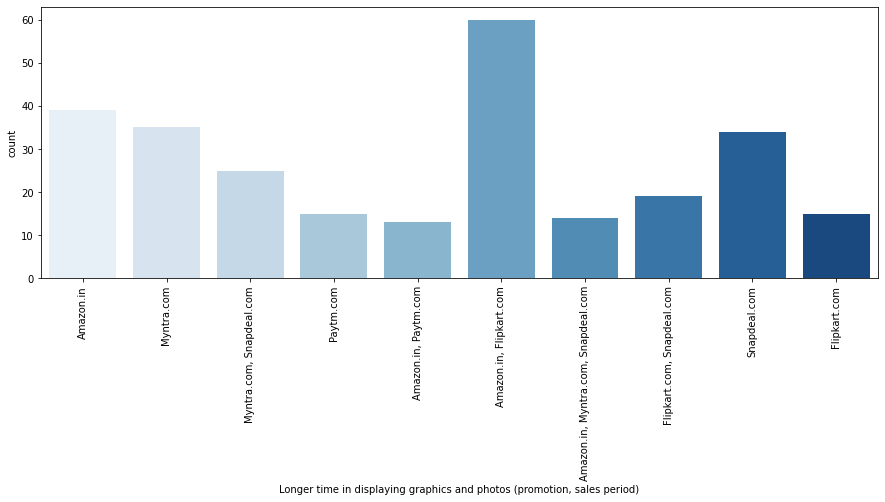 60
50
40
30
20
10
0
count
Amazon.in
Myntra.com
Myntra.com, Snapdeal.com
Paytm.com
Amazon.in, Paytm.com
Amazon.in, Flipkart.com
Amazon.in, Myntra.com, Snapdeal.com
Flipkart.com, Snapdeal.com
Snapdeal.com
Flipkart.com
Longer time in displaying graphics and photos (promotion, sales period)